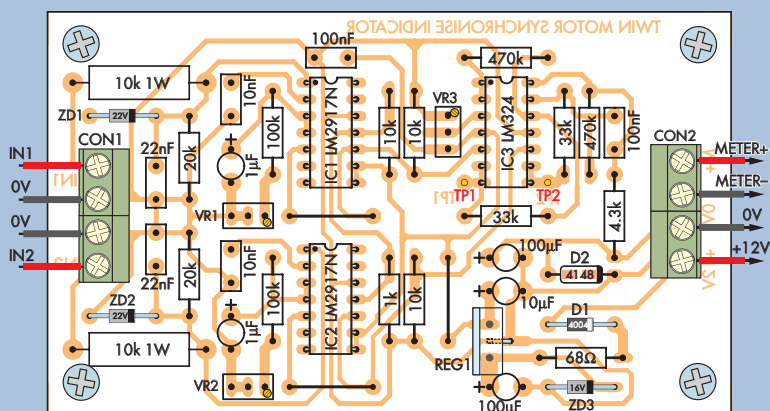 TWIN MOTOR SYNCHRONISE INDICATOR
100nF
470k
10k 1W
10nF
ZD1
22V
CON1
22nF
20k
100k
1µF
IC1 LM2917N
10k
10k
VR3
IC3 LM324
33k
470k
100nF
CON2
IN1
IN1
0V
0V
IN2
METER+
METER–
0V
0V
+12V
TP1
TP1
TP2
VR1
33k
4.3k
22nF
20k
10nF
100k
1µF
IC2 LM2917N
1k
10k
100µF
D2
4148
10µF
ZD2
22V
D1
4004
10k 1W
REG1
68Ω
VR2
100µF
16V
ZD3